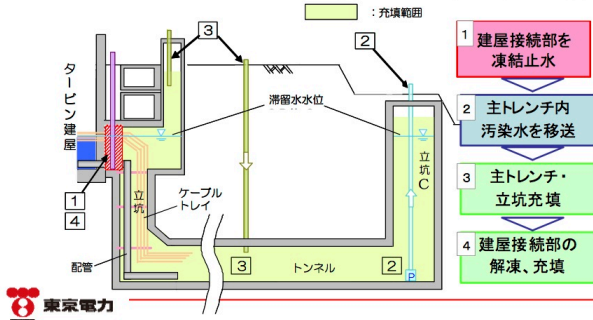 ：充填範囲
3
2
タービン建屋
滞留水水位
1
4
立坑
ケーブル
トレイ
配管
立坑C
3
トンネル
2
P
1
建屋接続部を
凍結止水
2
主トレンチ内
汚染水を移送
3
主トレンチ・
立坑充填
4
建屋接続部の
解凍、充填
東京電力